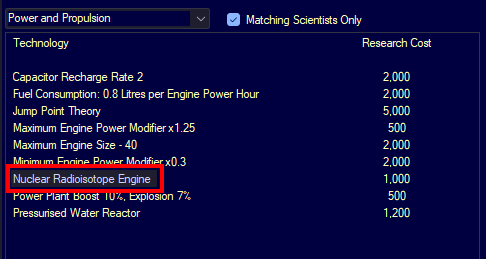 Power and Propulsion
Matching Scientists Only
Technology Research Cost
Capacitor Recharge Rate 2 2,000
Fuel Consumption: 0.8 Litres per Engine Power Hour 2,000
Jump Point Theory 5,000
Maximum Engine Power Modifier x1.25 500
Maximum Engine Size - 40 2,000
Minimum Engine Power Modifier x0.3 2,000
Nuclear Radioisotope Engine 1,000
Power Plant Boost 10%, Explosion 7% 500
Pressurised Water Reactor 1,200